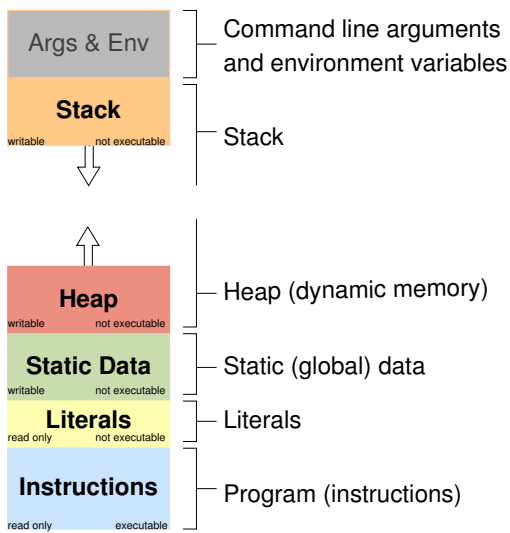 Args & Env
Command line arguments
and environment variables
Stack
writable not executable
Stack
Heap
writable not executable
Heap (dynamic memory)
Static Data
writable not executable
Static (global) data
Literals
read only not executable
Literals
Instructions
read only executable
Program (instructions)